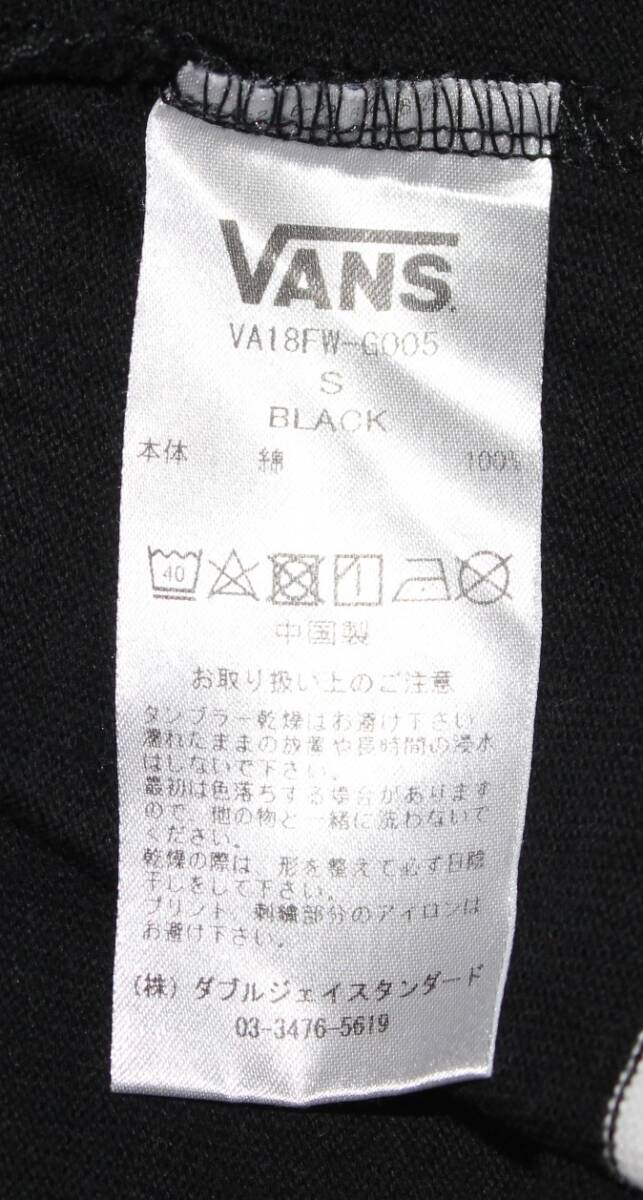 VANS
VA18FW-G005
S
BLACK
本体 綿 100%
40
中国製
お取り扱い上のご注意
タンブラー乾燥はお避け下さい。
濡れたままの放置や長時間の浸水
はしないで下さい。
最初は色落ちする場合があります
ので、他の物と一緒に洗わないで
ください。
乾燥の際は、形を整えて必ず日陰
干しをして下さい。
プリント、刺繍部分のアイロンは
お避け下さい。
(株)ダブルジェイスタンダード
03-3476-5619